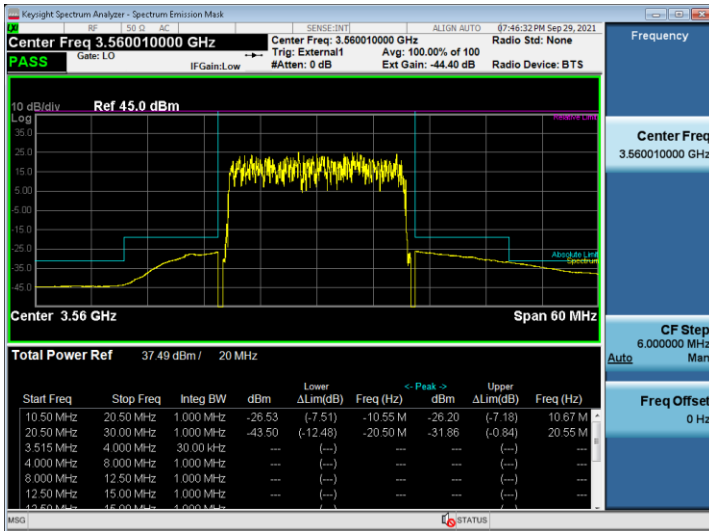 Keysight Spectrum Analyzer - Spectrum Emission Mask
RF 50 Ω AC SENSE:INT ALIGN AUTO 07:46:32 PM Sep 29, 2021
Center Freq 3.560010000 GHz Center Freq: 3.560010000 GHz Radio Std: None
Gate: LO Trig: External1 Avg: 100.00% of 100
PASS IFGain:Low #Atten: 0 dB Ext Gain: -44.40 dB Radio Device: BTS
10 dB/div Ref 45.0 dBm
Log
Relative Limit
35.0
25.0
15.0
5.00
-5.00
-15.0
-25.0
Absolute Limit
Spectrum
-35.0
-45.0
Center 3.56 GHz Span 60 MHz
Total Power Ref 37.49 dBm / 20 MHz
Lower <- Peak -> Upper
Start Freq Stop Freq Integ BW dBm ΔLim(dB) Freq (Hz) dBm ΔLim(dB) Freq (Hz)
10.50 MHz 20.50 MHz 1.000 MHz -26.53 (-7.51) -10.55 M -26.20 (-7.18) 10.67 M
20.50 MHz 30.00 MHz 1.000 MHz -43.50 (-12.48) -20.50 M -31.86 (-0.84) 20.55 M
3.515 MHz 4.000 MHz 30.00 kHz --- (---) --- --- (---) ---
4.000 MHz 8.000 MHz 1.000 MHz --- (---) --- --- (---) ---
8.000 MHz 12.50 MHz 1.000 MHz --- (---) --- --- (---) ---
12.50 MHz 15.00 MHz 1.000 MHz --- (---) --- --- (---) ---
MSG STATUS
Frequency
Center Freq
3.560010000 GHz
CF Step
6.000000 MHz
Auto Man
Freq Offset
0 Hz